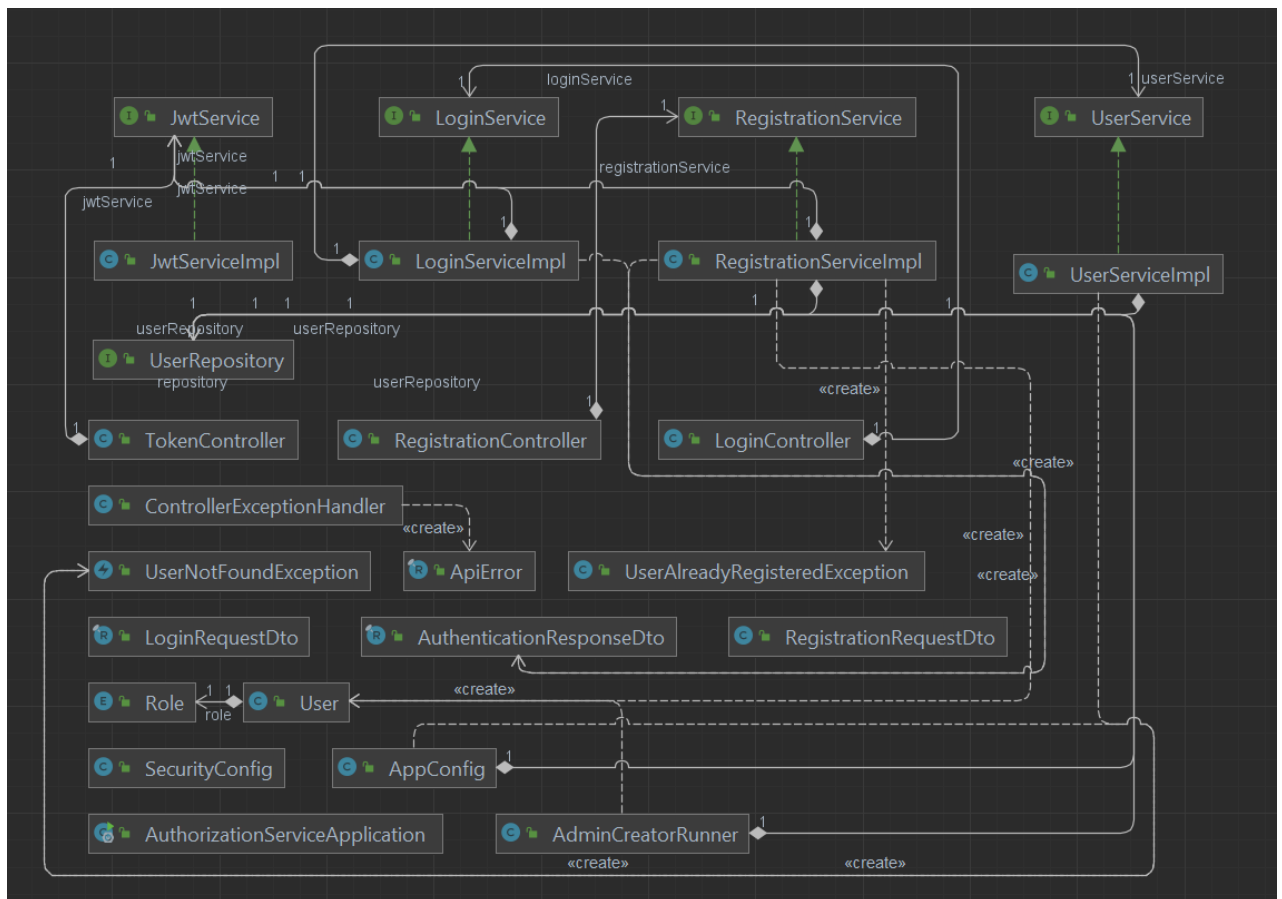 loginService
1
1 userService
JwtService
LoginService
1
RegistrationService
UserService
1
jwtService
1
1
registrationService
jwtService
jwtService
1
1
1
JwtServiceImpl
LoginServiceImpl
RegistrationServiceImpl
UserServiceImpl
1
1
1
1
1
1
userRepository
userRepository
UserRepository
repository
userRepository
«create»
1
1
1
TokenController
RegistrationController
LoginController
«create»
ControllerExceptionHandler
«create»
«create»
UserNotFoundException
ApiError
UserAlreadyRegisteredException
«create»
LoginRequestDto
AuthenticationResponseDto
RegistrationRequestDto
«create»
Role
1
1
role
User
SecurityConfig
AppConfig
1
AuthorizationServiceApplication
AdminCreatorRunner
1
«create»
«create»